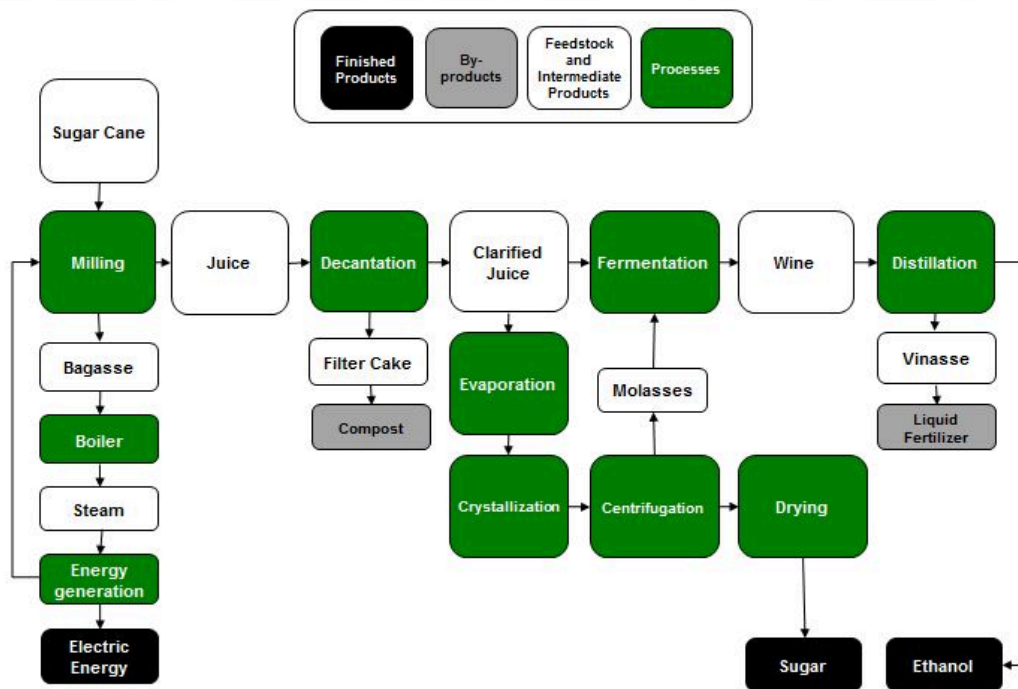 Finished
Products
By-
products
Feedstock
and
Intermediate
Products
Processes
Sugar Cane
Milling
Juice
Decantation
Clarified
Juice
Fermentation
Wine
Distillation
Bagasse
Filter Cake
Evaporation
Molasses
Vinasse
Boiler
Compost
Liquid
Fertilizer
Steam
Crystallization
Centrifugation
Drying
Energy
generation
Electric
Energy
Sugar
Ethanol